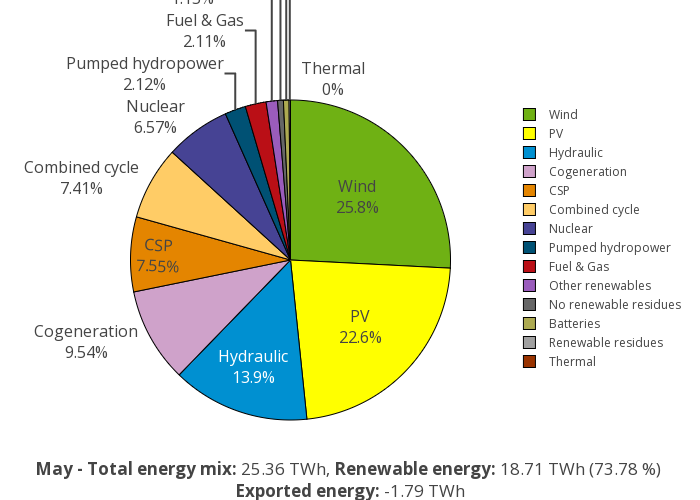 Fuel & Gas
2.11%
Pumped hydropower
2.12%
Thermal
0%
Nuclear
6.57%
Combined cycle
7.41%
Wind
25.8%
CSP
7.55%
PV
22.6%
Cogeneration
9.54%
Hydraulic
13.9%
Wind
PV
Hydraulic
Cogeneration
CSP
Combined cycle
Nuclear
Pumped hydropower
Fuel & Gas
Other renewables
No renewable residues
Batteries
Renewable residues
Thermal
May - Total energy mix: 25.36 TWh, Renewable energy: 18.71 TWh (73.78 %)
Exported energy: -1.79 TWh